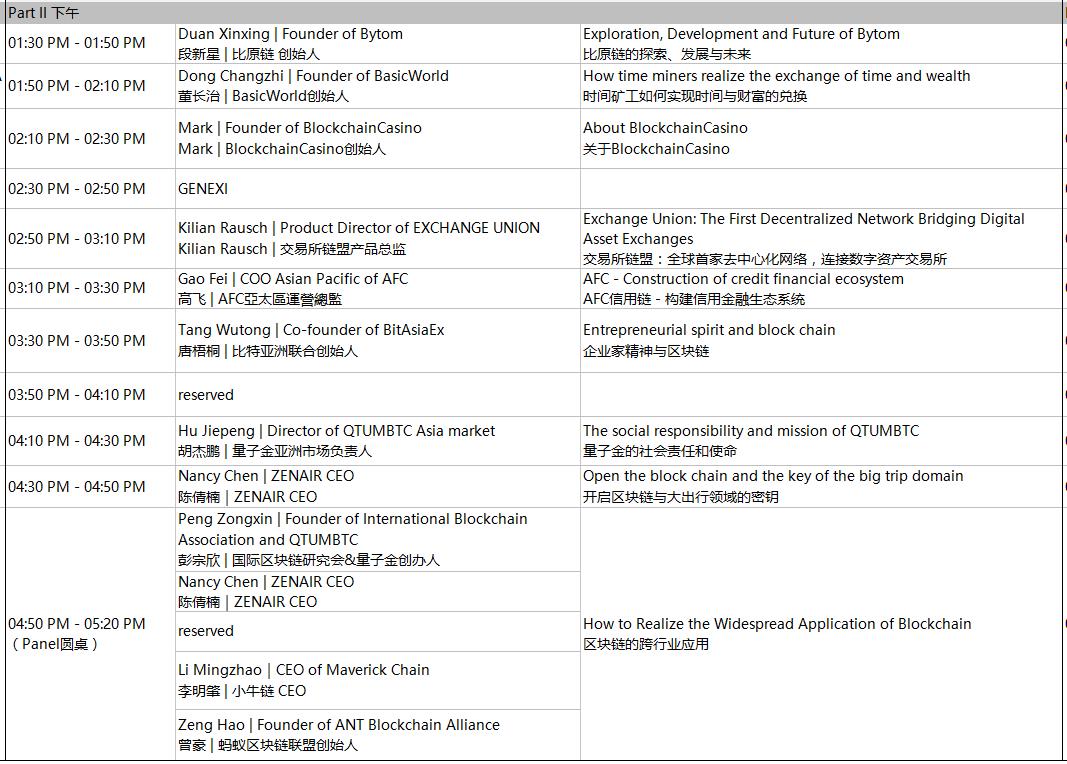 Part II 下午
01:30 PM - 01:50 PM
Duan Xinxing | Founder of Bytom
段新星 | 比原链 创始人
Exploration, Development and Future of Bytom
比原链的探索、发展与未来
01:50 PM - 02:10 PM
Dong Changzhi | Founder of BasicWorld
董长治 | BasicWorld创始人
How time miners realize the exchange of time and wealth
时间矿工如何实现时间与财富的兑换
02:10 PM - 02:30 PM
Mark | Founder of BlockchainCasino
Mark | BlockchainCasino创始人
About BlockchainCasino
关于BlockchainCasino
02:30 PM - 02:50 PM
GENEXI
02:50 PM - 03:10 PM
Kilian Rausch | Product Director of EXCHANGE UNION
Kilian Rausch | 交易所链盟产品总监
Exchange Union: The First Decentralized Network Bridging Digital
Asset Exchanges
交易所链盟：全球首家去中心化网络，连接数字资产交易所
03:10 PM - 03:30 PM
Gao Fei | COO Asian Pacific of AFC
高飞 | AFC亞太區運營總監
AFC - Construction of credit financial ecosystem
AFC信用链 - 构建信用金融生态系统
03:30 PM - 03:50 PM
Tang Wutong | Co-founder of BitAsiaEx
唐梧桐 | 比特亚洲联合创始人
Entrepreneurial spirit and block chain
企业家精神与区块链
03:50 PM - 04:10 PM
reserved
04:10 PM - 04:30 PM
Hu Jiepeng | Director of QTUMBTC Asia market
胡杰鹏 | 量子金亚洲市场负责人
The social responsibility and mission of QTUMBTC
量子金的社会责任和使命
04:30 PM - 04:50 PM
Nancy Chen | ZENAIR CEO
陈倩楠 | ZENAIR CEO
Open the block chain and the key of the big trip domain
开启区块链与大出行领域的密钥
04:50 PM - 05:20 PM
（Panel圆桌）
Peng Zongxin | Founder of International Blockchain
Association and QTUMBTC
彭宗欣 | 国际区块链研究会&量子金创办人
Nancy Chen | ZENAIR CEO
陈倩楠 | ZENAIR CEO
reserved
Li Mingzhao | CEO of Maverick Chain
李明肇 | 小牛链 CEO
Zeng Hao | Founder of ANT Blockchain Alliance
曾豪 | 蚂蚁区块链联盟创始人
How to Realize the Widespread Application of Blockchain
区块链的跨行业应用